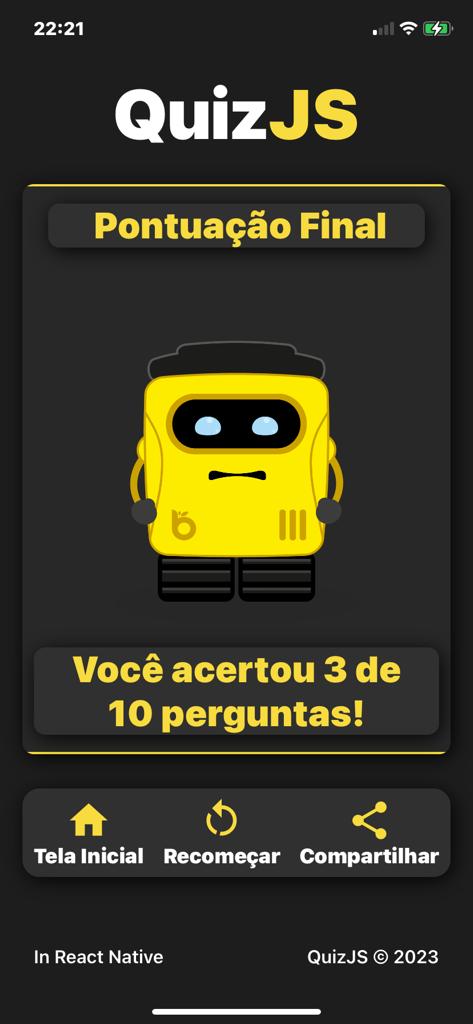 22:21
QuizJS
Pontuação Final
Você acertou 3 de
10 perguntas!
Tela Inicial Recomeçar Compartilhar
In React Native QuizJS © 2023